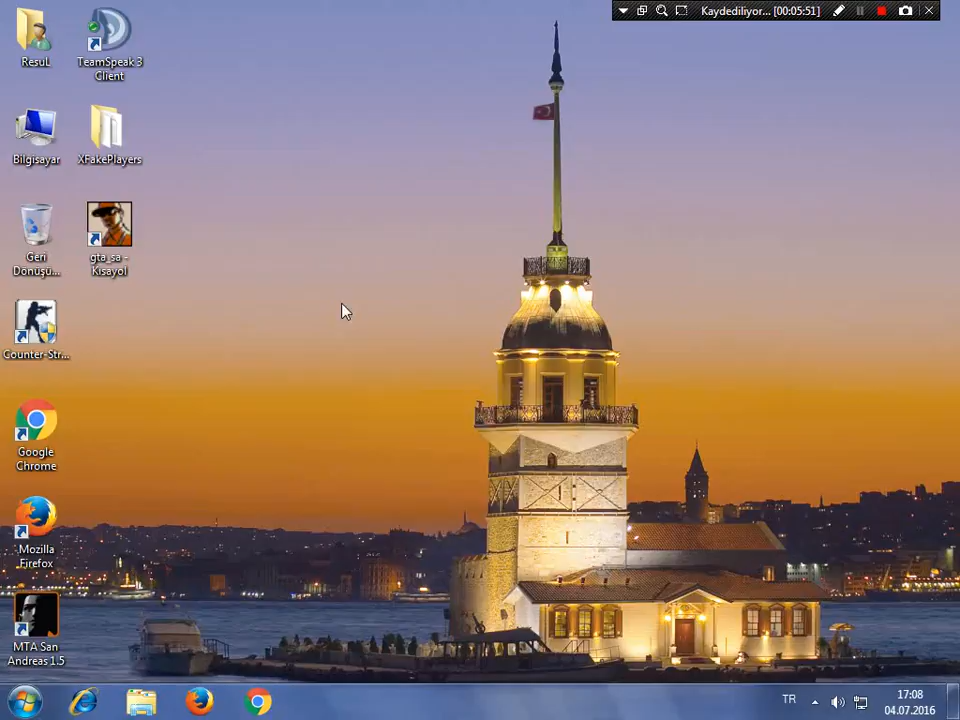 Kaydediliyor... [00:05:51]
ResuL
TeamSpeak 3
Client
Bilgisayar
XFakePlayers
Geri
Dönüşü...
gta_sa -
Kısayol
Counter-Str...
Google
Chrome
Mozilla
Firefox
MTA San
Andreas 1.5
TR
17:08
04.07.2016